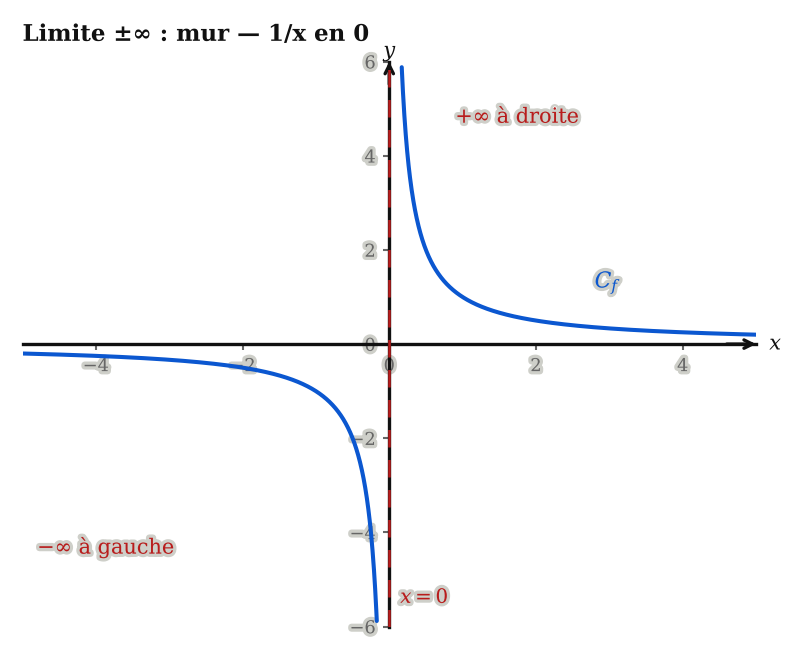 Limite ±∞ : mur — 1/x en 0
y
6
+∞ à droite
4
2
C_f
0
x
−4
−2
0
2
4
−2
−4
−∞ à gauche
x = 0
−6